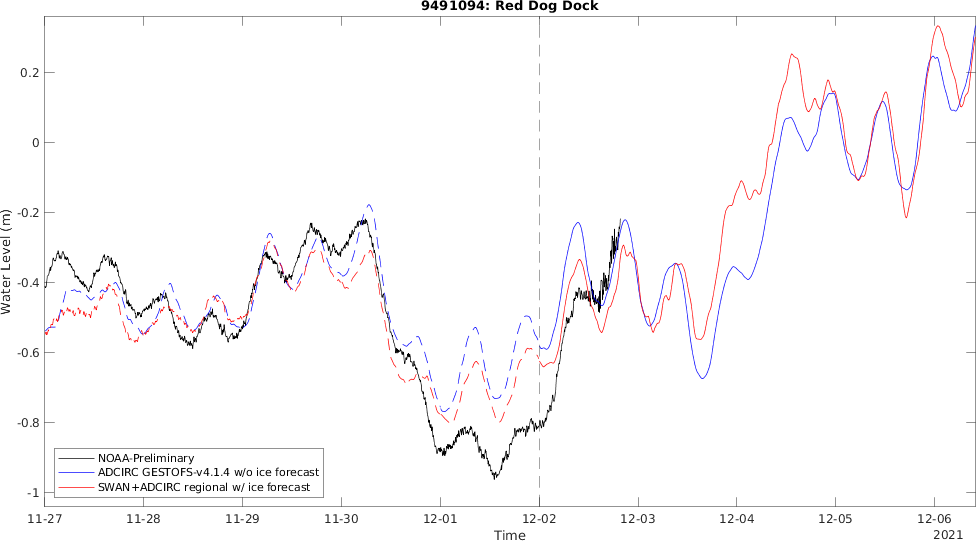 9491094: Red Dog Dock
Water Level (m)
0.2
0
-0.2
-0.4
-0.6
-0.8
-1
NOAA-Preliminary
ADCIRC GESTOFS-v4.1.4 w/o ice forecast
SWAN+ADCIRC regional w/ ice forecast
11-27 11-28 11-29 11-30 12-01 12-02 12-03 12-04 12-05 12-06
Time
2021